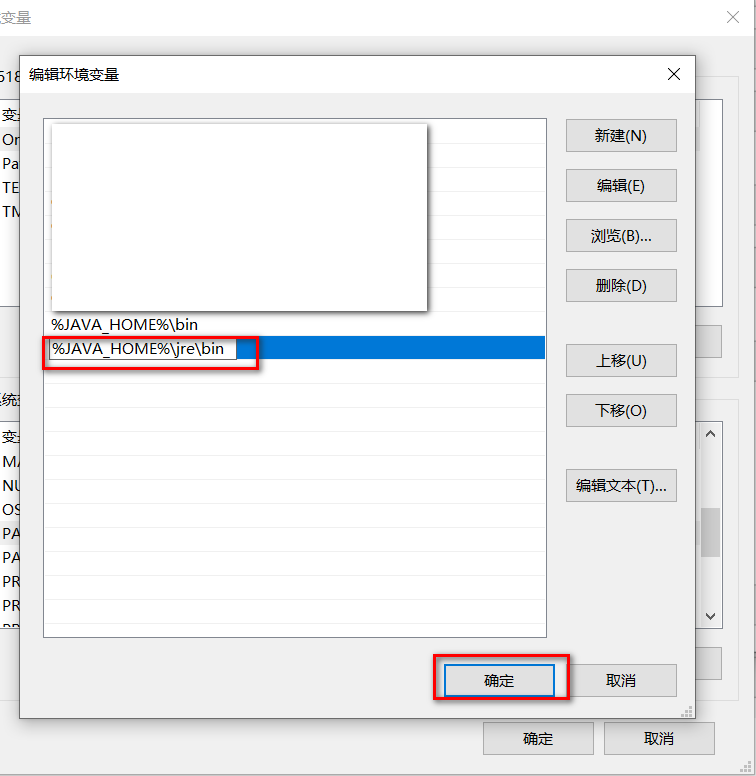 变量
编辑环境变量
518
变
Or
Pa
TE
TM
新建(N)
编辑(E)
浏览(B)...
删除(D)
%JAVA_HOME%\bin
%JAVA_HOME%\jre\bin
上移(U)
下移(O)
统
变
MA
NU
OS
PA
PA
PR
PR
编辑文本(T)...
确定
取消
确定
取消